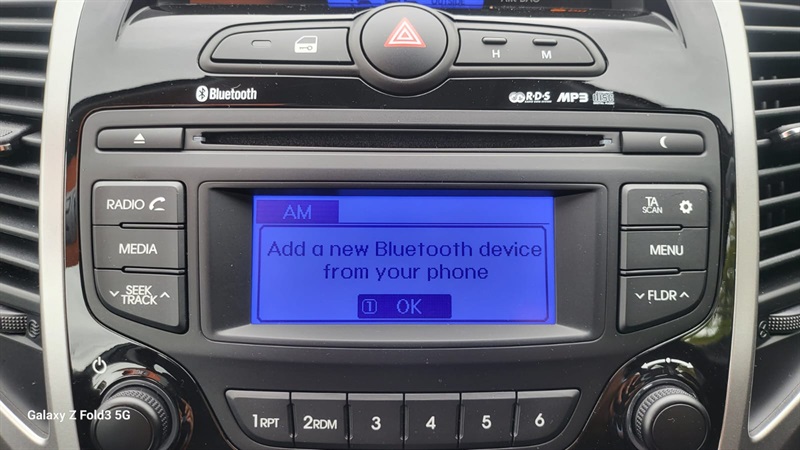 H M
Bluetooth
R·D·S MP3
RADIO
MEDIA
SEEK
TRACK
AM
Add a new Bluetooth device
from your phone
1 OK
TA
SCAN
MENU
FLDR
1RPT 2RDM 3 4 5 6
Galaxy Z Fold3 5G